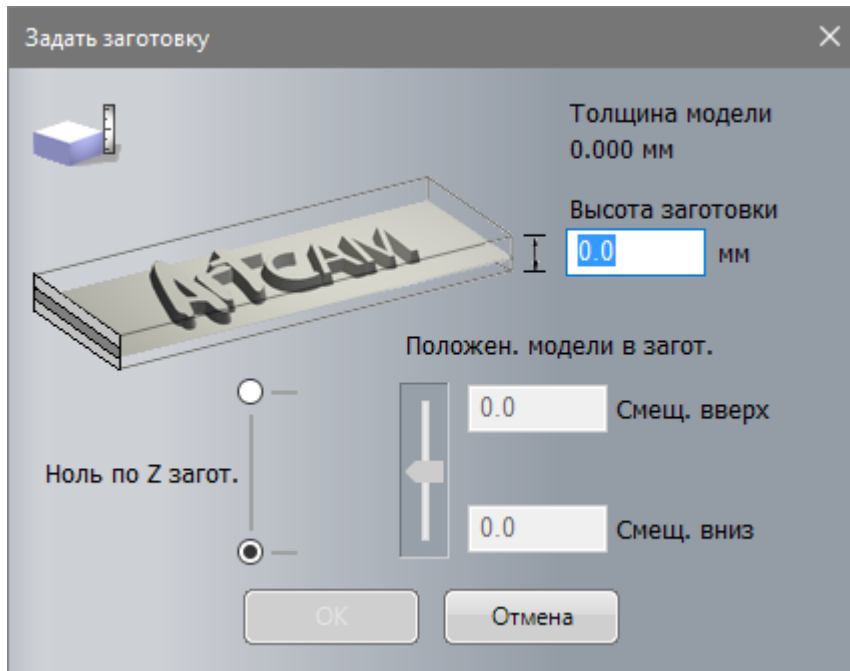 Задать заготовку
Толщина модели
0.000 мм
ArtCAM
Высота заготовки
0.0 мм
Положен. модели в загот.
0.0 Смещ. вверх
Ноль по Z загот.
0.0 Смещ. вниз
OK Отмена